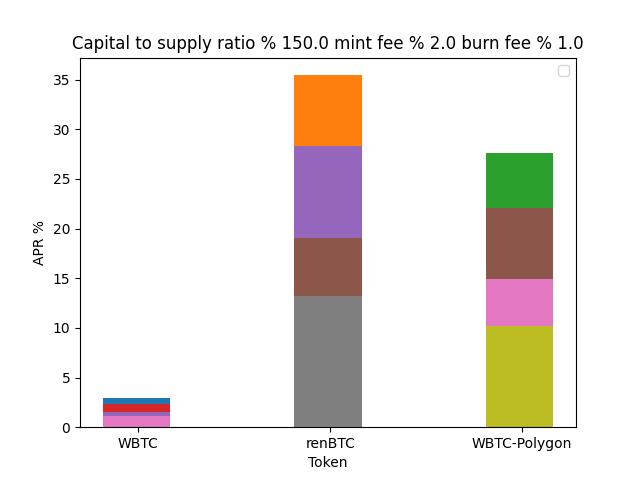 Capital to supply ratio % 150.0 mint fee % 2.0 burn fee % 1.0
35
30
25
20
15
10
5
0
APR %
WBTC renBTC WBTC-Polygon
Token